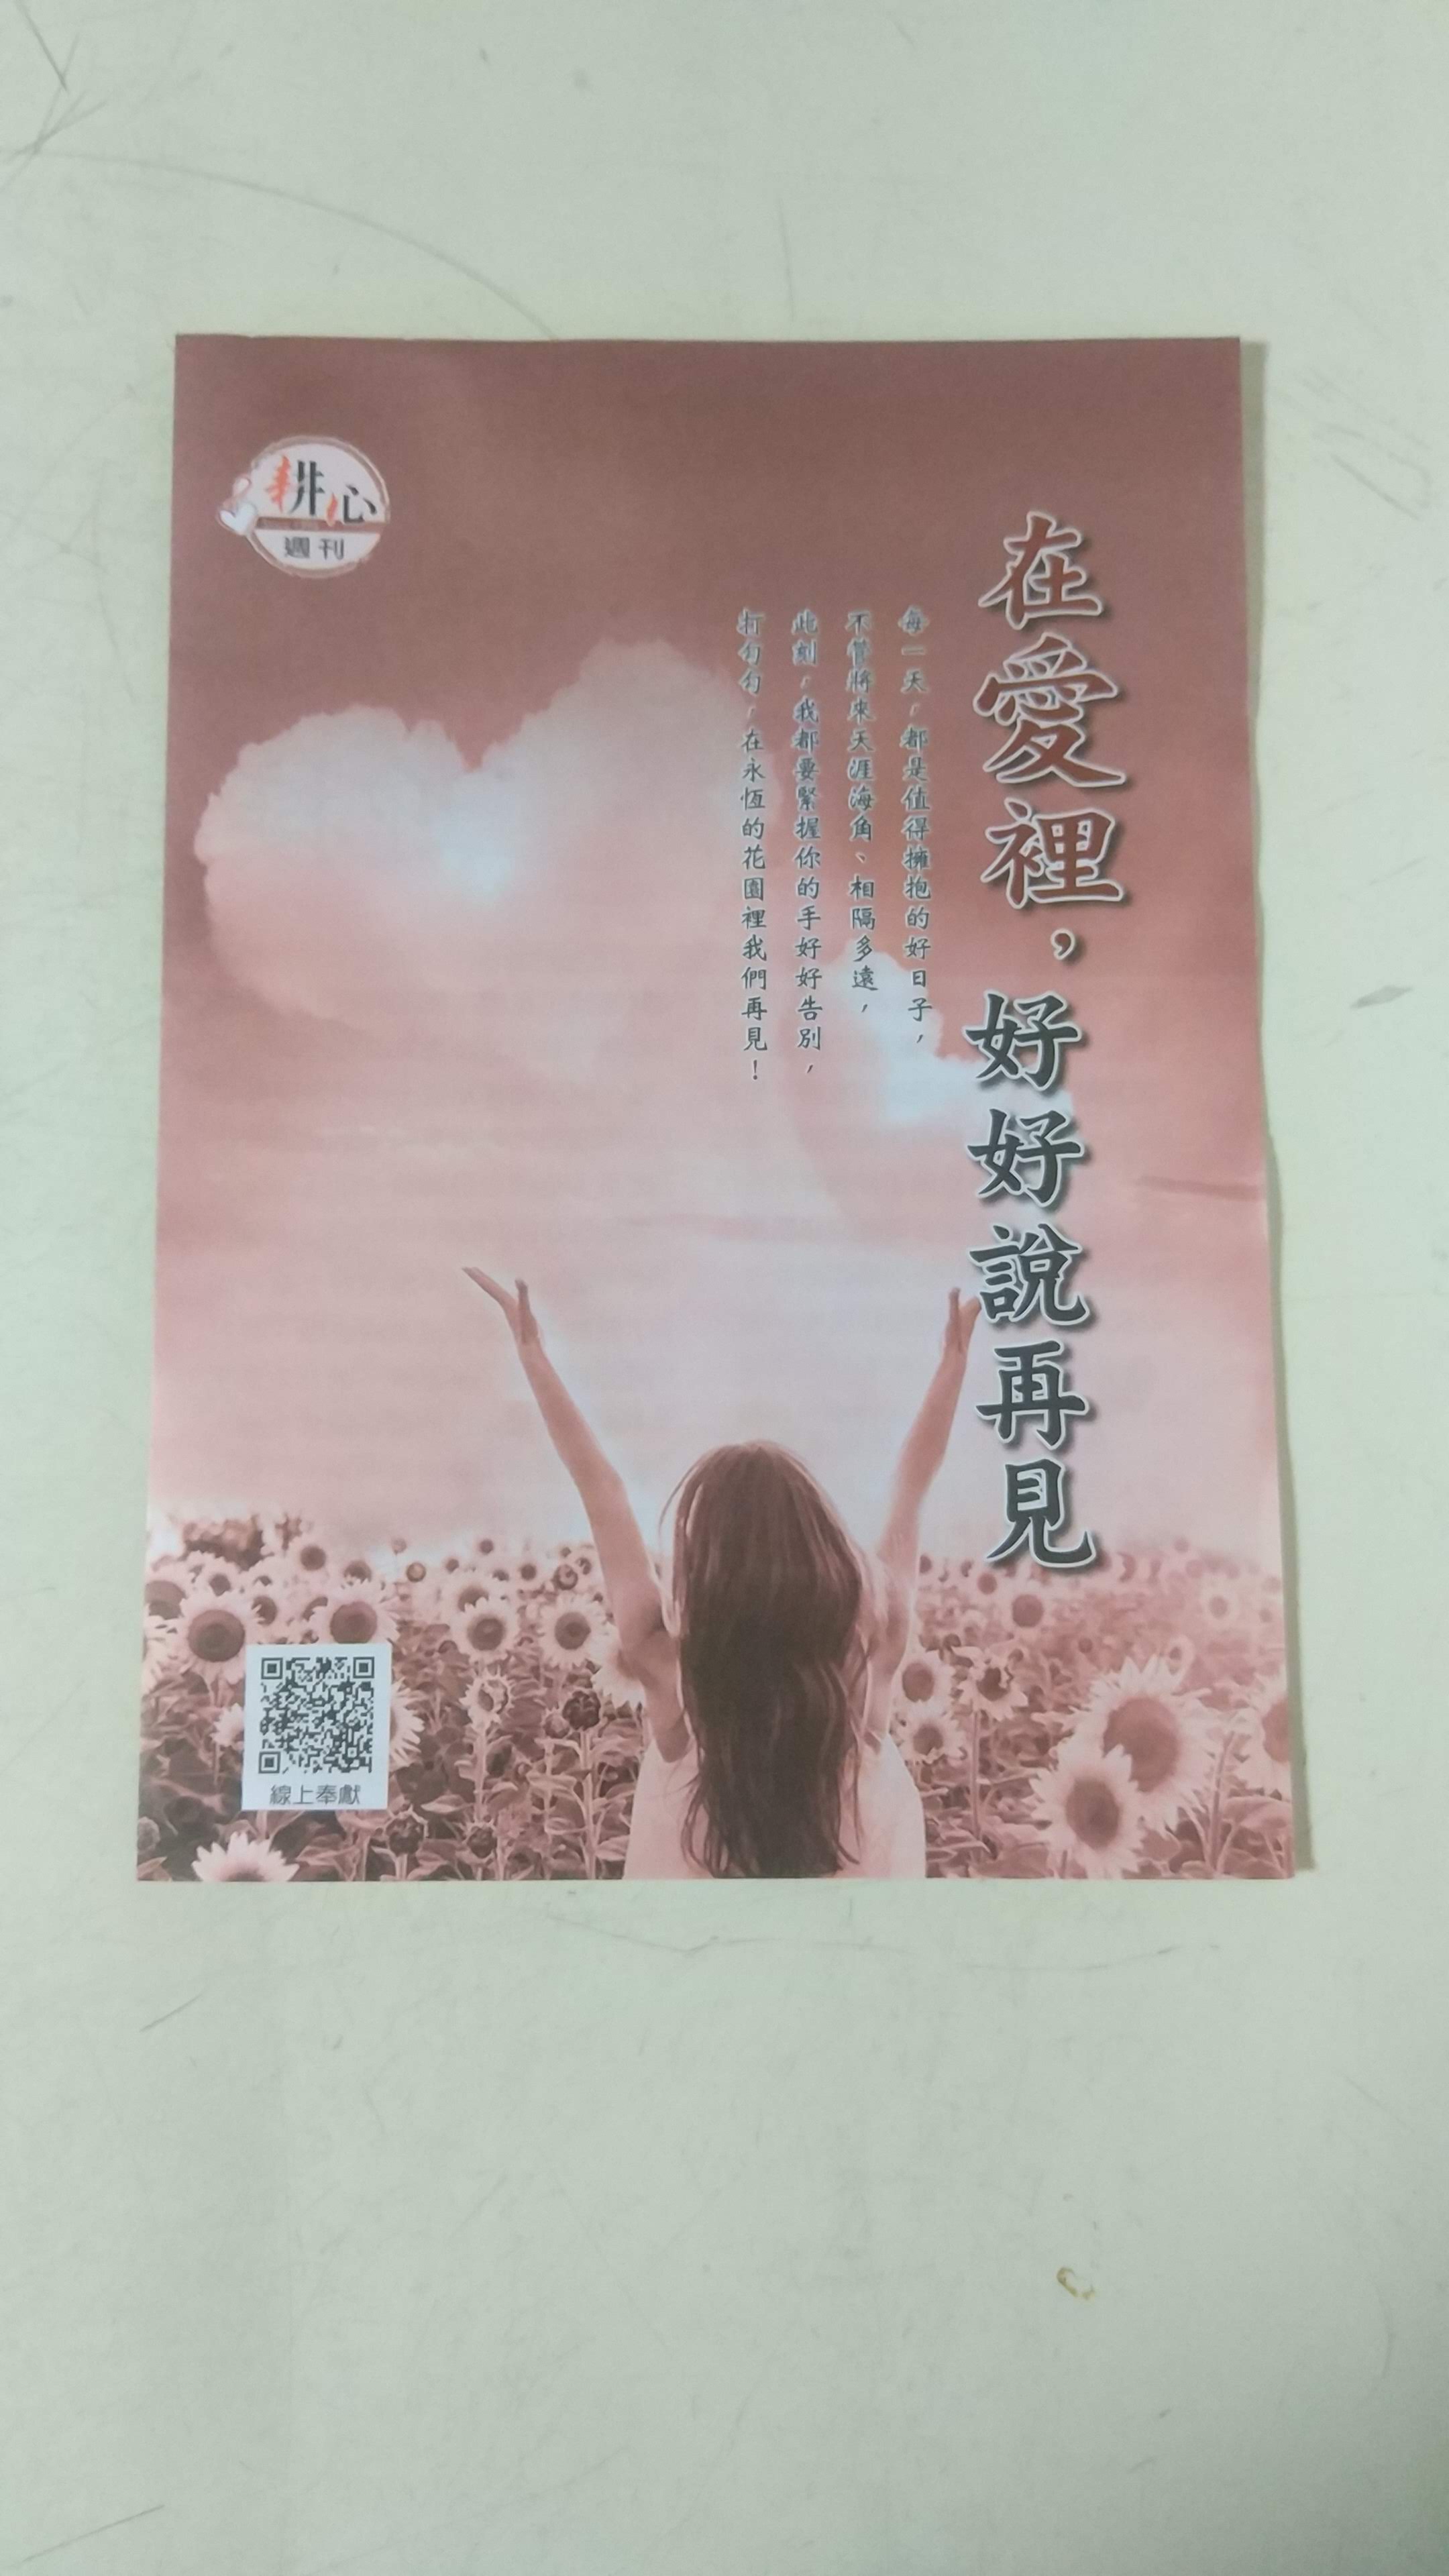 耕心
週刊
在愛裡，好好說再見
每一天，都是值得擁抱的好日子，
不管將來天涯海角、相隔多遠，
此刻，我都要緊握你的手好好告別，
打勾勾，在永恆的花園裡我們再見！
線上奉獻